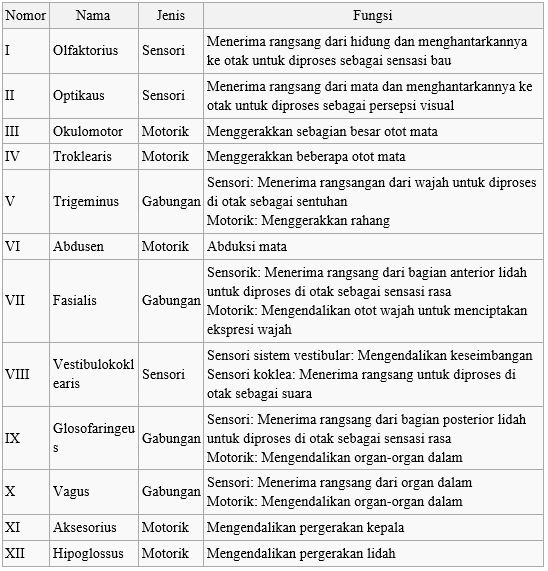 Nomor Nama Jenis Fungsi
I Olfaktorius Sensori Menerima rangsang dari hidung dan menghantarkannya
ke otak untuk diproses sebagai sensasi bau
II Optikaus Sensori Menerima rangsang dari mata dan menghantarkannya ke
otak untuk diproses sebagai persepsi visual
III Okulomotor Motorik Menggerakkan sebagian besar otot mata
IV Troklearis Motorik Menggerakkan beberapa otot mata
V Trigeminus Gabungan Sensori: Menerima rangsangan dari wajah untuk diproses
di otak sebagai sentuhan
Motorik: Menggerakkan rahang
VI Abdusen Motorik Abduksi mata
VII Fasialis Gabungan Sensorik: Menerima rangsang dari bagian anterior lidah
untuk diproses di otak sebagai sensasi rasa
Motorik: Mengendalikan otot wajah untuk menciptakan
ekspresi wajah
VIII Vestibulokokl
earis Sensori Sensori sistem vestibular: Mengendalikan keseimbangan
Sensori koklea: Menerima rangsang untuk diproses di
otak sebagai suara
IX Glosofaringeu
s Gabungan Sensori: Menerima rangsang dari bagian posterior lidah
untuk diproses di otak sebagai sensasi rasa
Motorik: Mengendalikan organ-organ dalam
X Vagus Gabungan Sensori: Menerima rangsang dari organ dalam
Motorik: Mengendalikan organ-organ dalam
XI Aksesorius Motorik Mengendalikan pergerakan kepala
XII Hipoglossus Motorik Mengendalikan pergerakan lidah